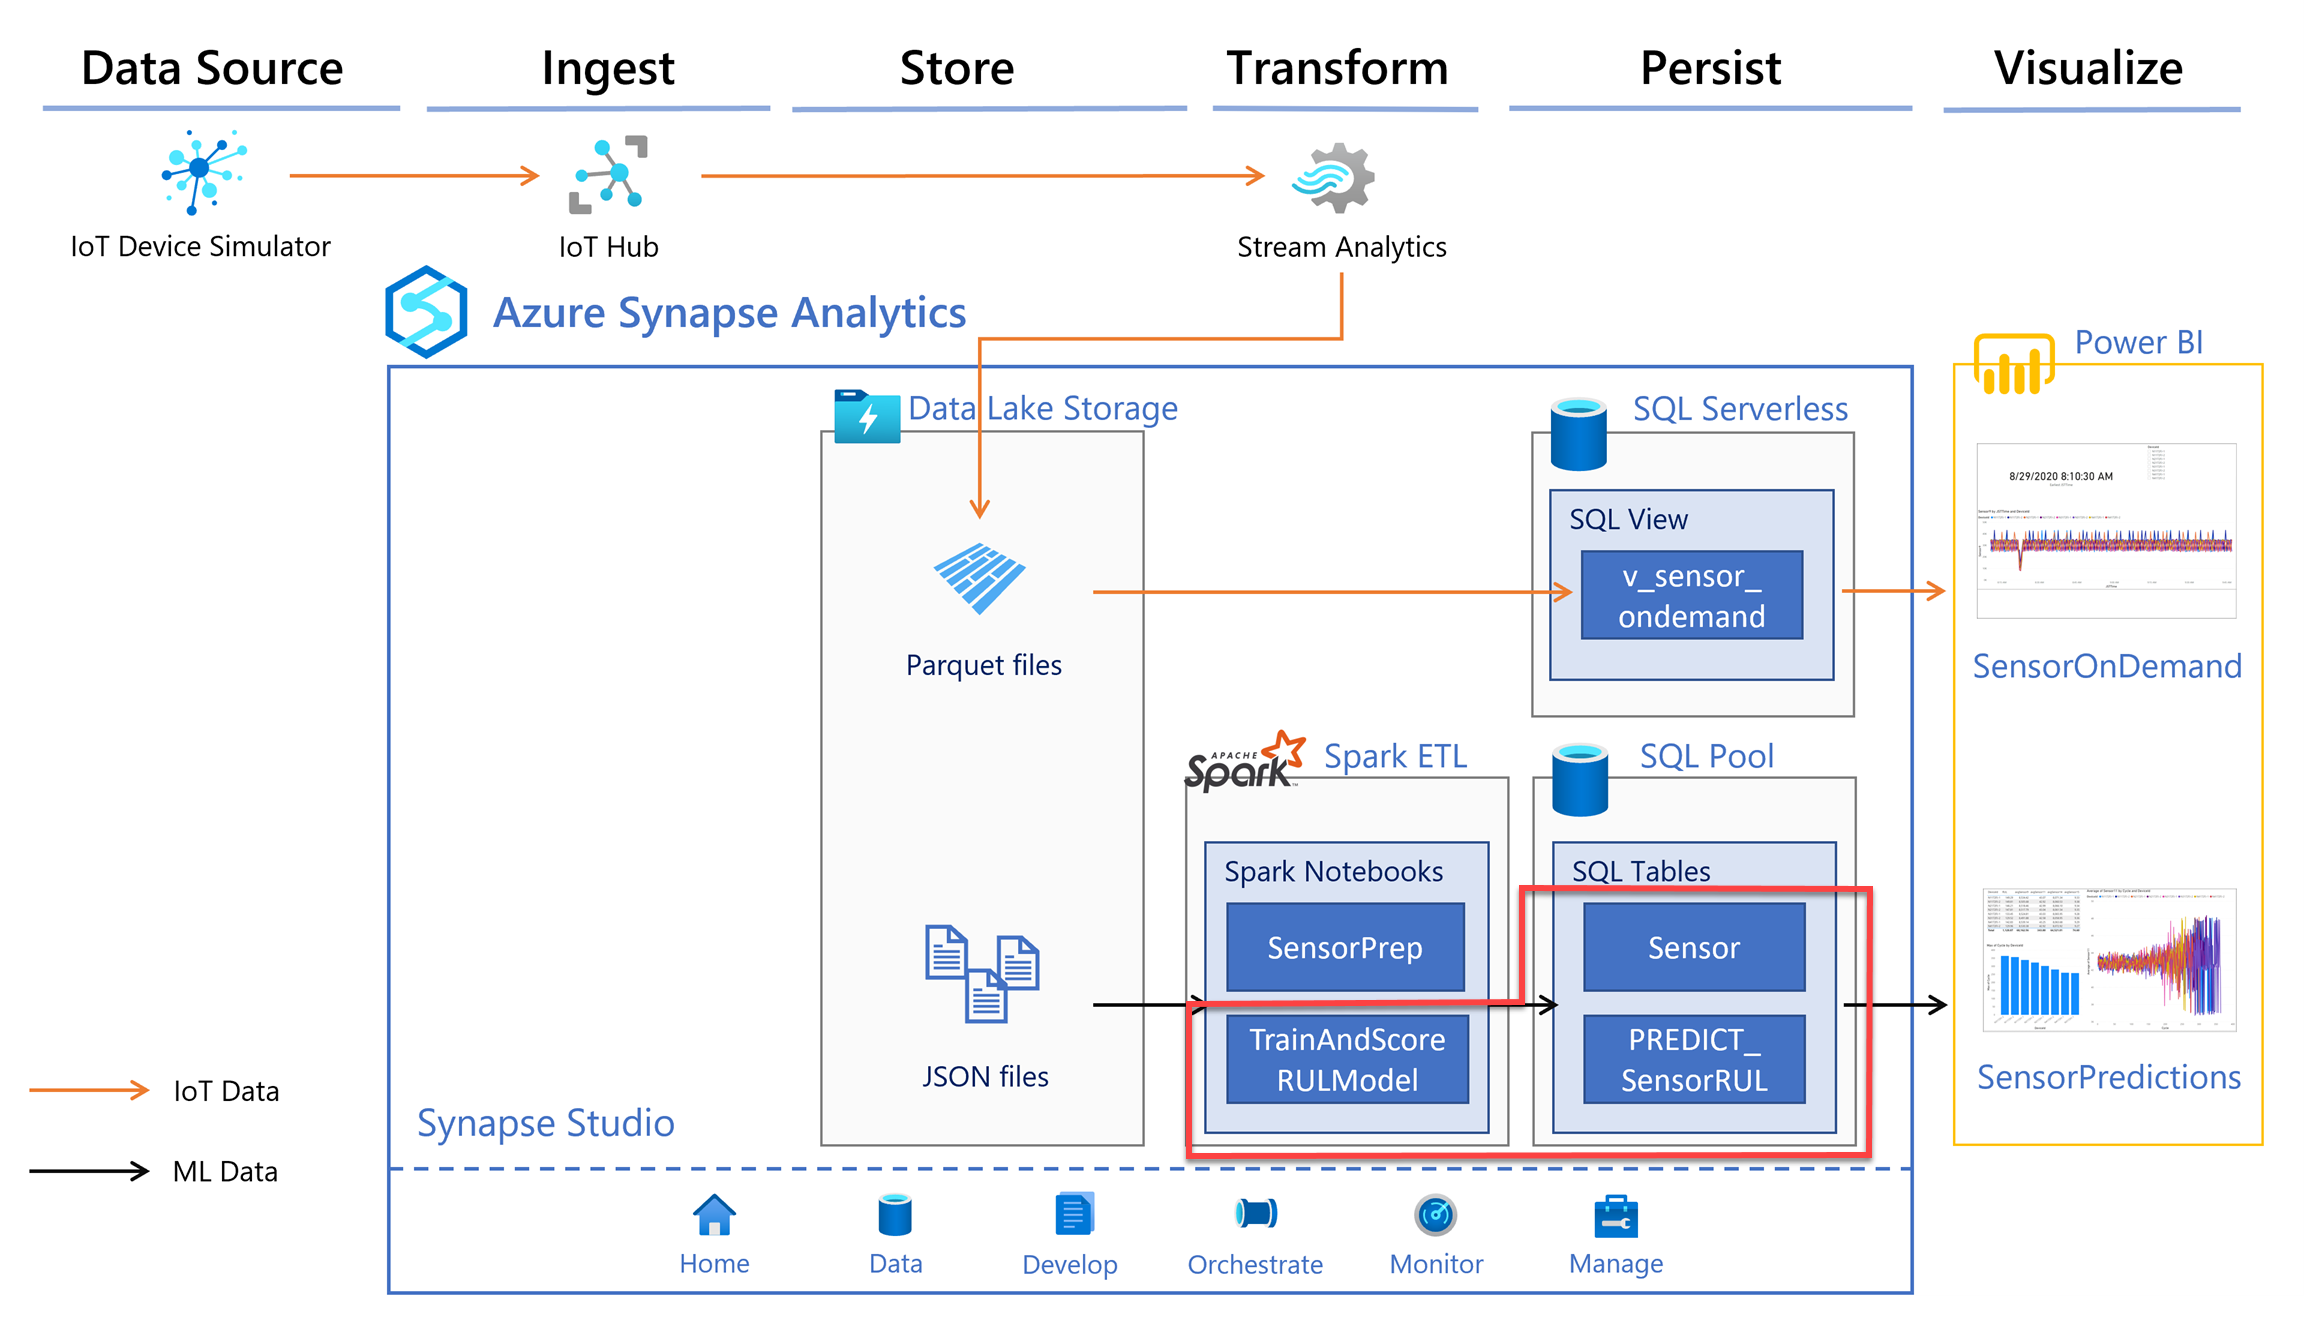 Data Source
Ingest
Store
Transform
Persist
Visualize
IoT Device Simulator
IoT Hub
Stream Analytics
Azure Synapse Analytics
Power BI
Data Lake Storage
SQL Serverless
8/29/2020 8:10:30 AM
SQL View
v_sensor_
ondemand
Parquet files
SensorOnDemand
APACHE
Spark
Spark ETL
SQL Pool
Spark Notebooks
SQL Tables
SensorPrep
Sensor
TrainAndScore
RULModel
PREDICT_
SensorRUL
JSON files
SensorPredictions
IoT Data
ML Data
Synapse Studio
Home
Data
Develop
Orchestrate
Monitor
Manage